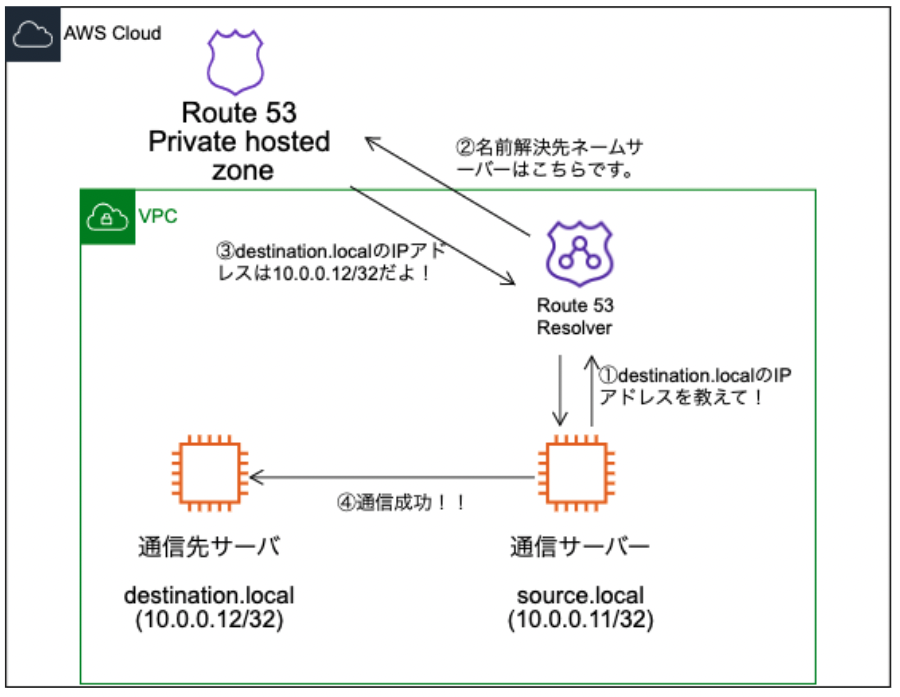 AWS Cloud
Route 53
Private hosted
zone
②名前解決先ネームサ
ーバーはこちらです。
VPC
③destination.localのIPアド
レスは10.0.0.12/32だよ！
Route 53
Resolver
①destination.localのIP
アドレスを教えて！
④通信成功！！
通信先サーバ
destination.local
(10.0.0.12/32)
通信サーバー
source.local
(10.0.0.11/32)